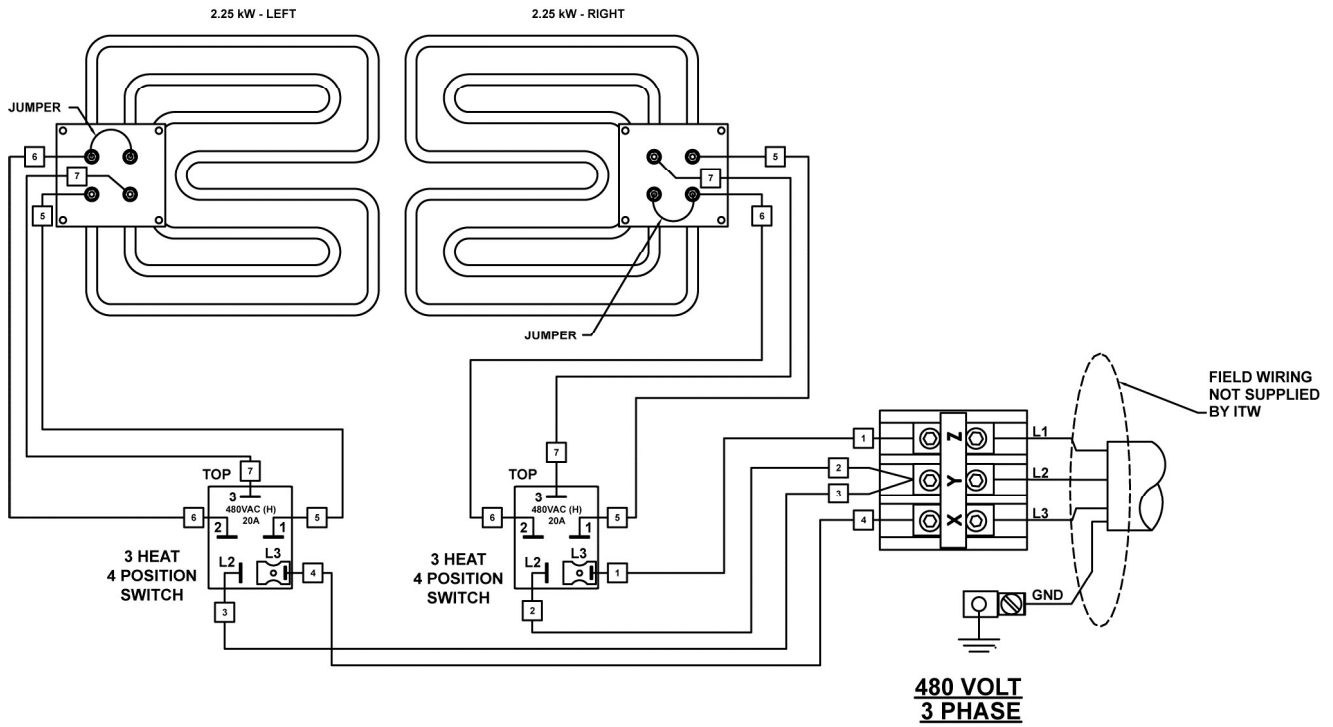 2.25 kW - LEFT
2.25 kW - RIGHT
JUMPER
6
7
5
5
7
6
JUMPER
FIELD WIRING
NOT SUPPLIED
BY ITW
1
Z
L1
2
Y
L2
3
4
X
L3
GND
7
TOP
3
480VAC (H)
20A
6
2
1
5
L2
L3
4
3 HEAT
4 POSITION
SWITCH
3
7
TOP
3
480VAC (H)
20A
6
2
1
5
L2
L3
1
3 HEAT
4 POSITION
SWITCH
2
480 VOLT
3 PHASE